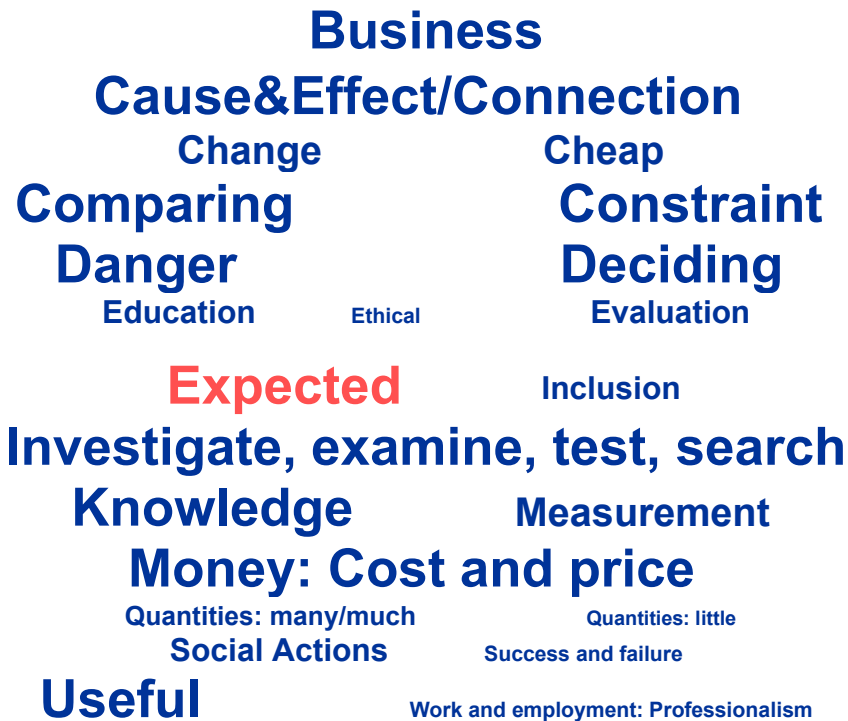 Business
Cause&Effect/Connection
Change Cheap
Comparing Constraint
Danger Deciding
Education Ethical Evaluation
Expected Inclusion
Investigate, examine, test, search
Knowledge Measurement
Money: Cost and price
Quantities: many/much Quantities: little
Social Actions Success and failure
Useful Work and employment: Professionalism